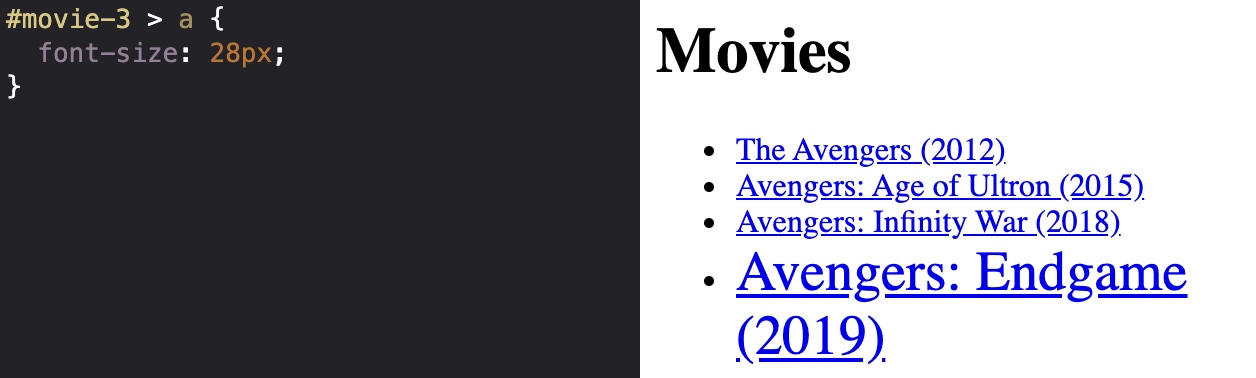 #movie-3 > a {
  font-size: 28px;
}
Movies
The Avengers (2012)
Avengers: Age of Ultron (2015)
Avengers: Infinity War (2018)
Avengers: Endgame
(2019)